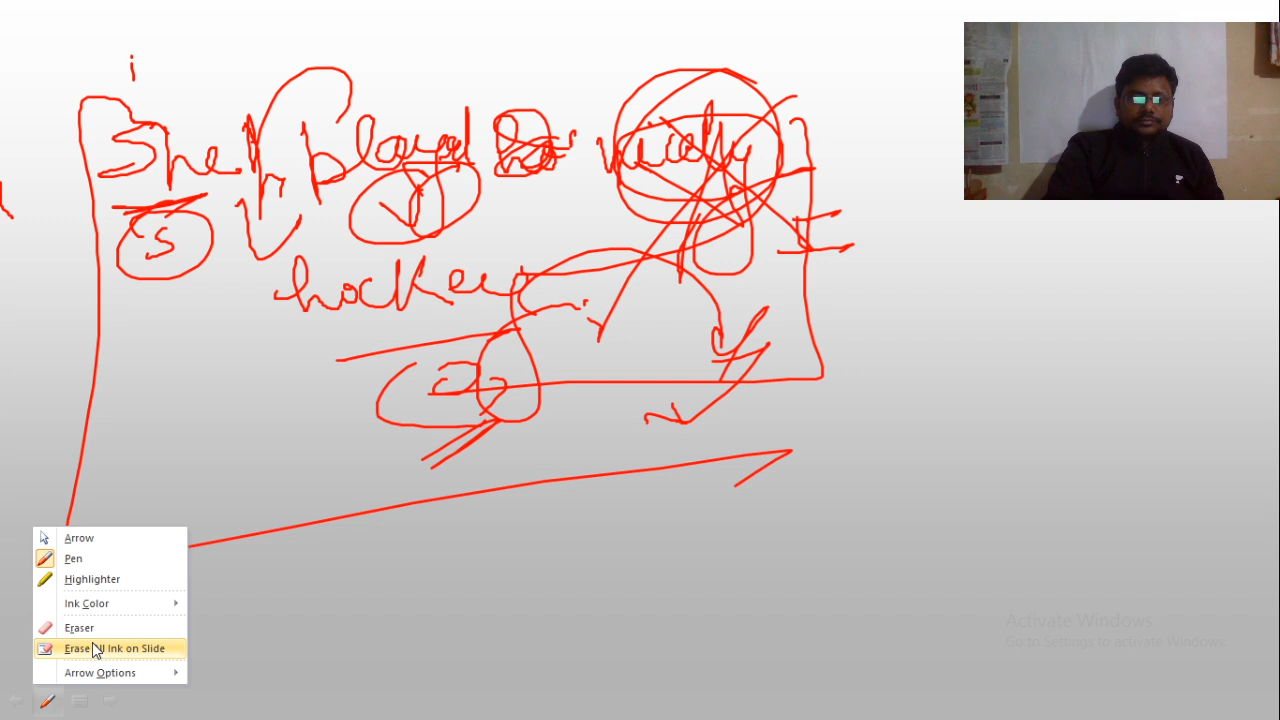 i
She played nicely
S V
hockey
Arrow
Pen
Highlighter
Ink Color
Eraser
Erase All Ink on Slide
Arrow Options
Activate Windows
Go to Settings to activate Windows.